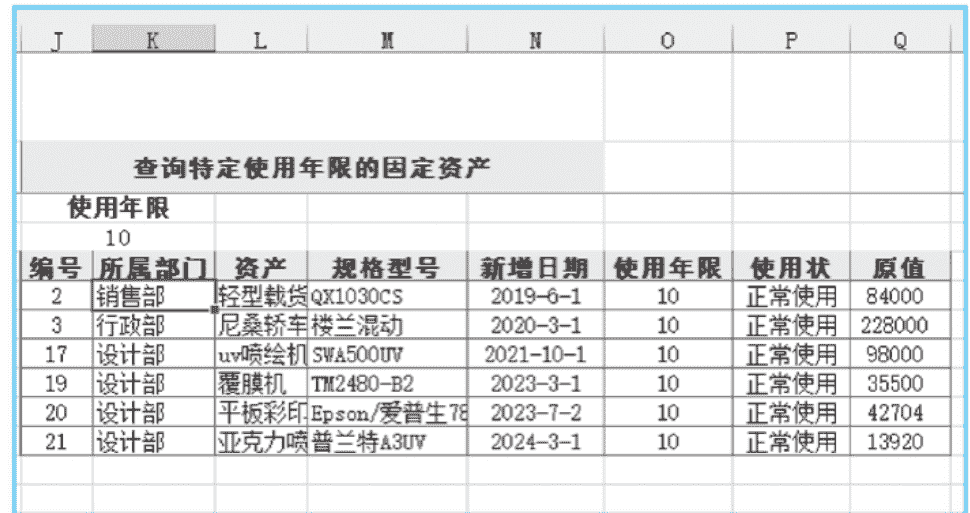 J K L M N O P Q
查询特定使用年限的固定资产
使用年限
10
编号 所属部门 资产 规格型号 新增日期 使用年限 使用状 原值
2 销售部 轻型载货 QX1030CS 2019-6-1 10 正常使用 84000
3 行政部 尼桑轿车 楼兰混动 2020-3-1 10 正常使用 228000
17 设计部 uv喷绘机 SWA500UV 2021-10-1 10 正常使用 98000
19 设计部 覆膜机 TM2480-B2 2023-3-1 10 正常使用 35500
20 设计部 平板彩印 Epson/爱普生78 2023-7-2 10 正常使用 42704
21 设计部 亚克力喷 普兰特A3UV 2024-3-1 10 正常使用 13920